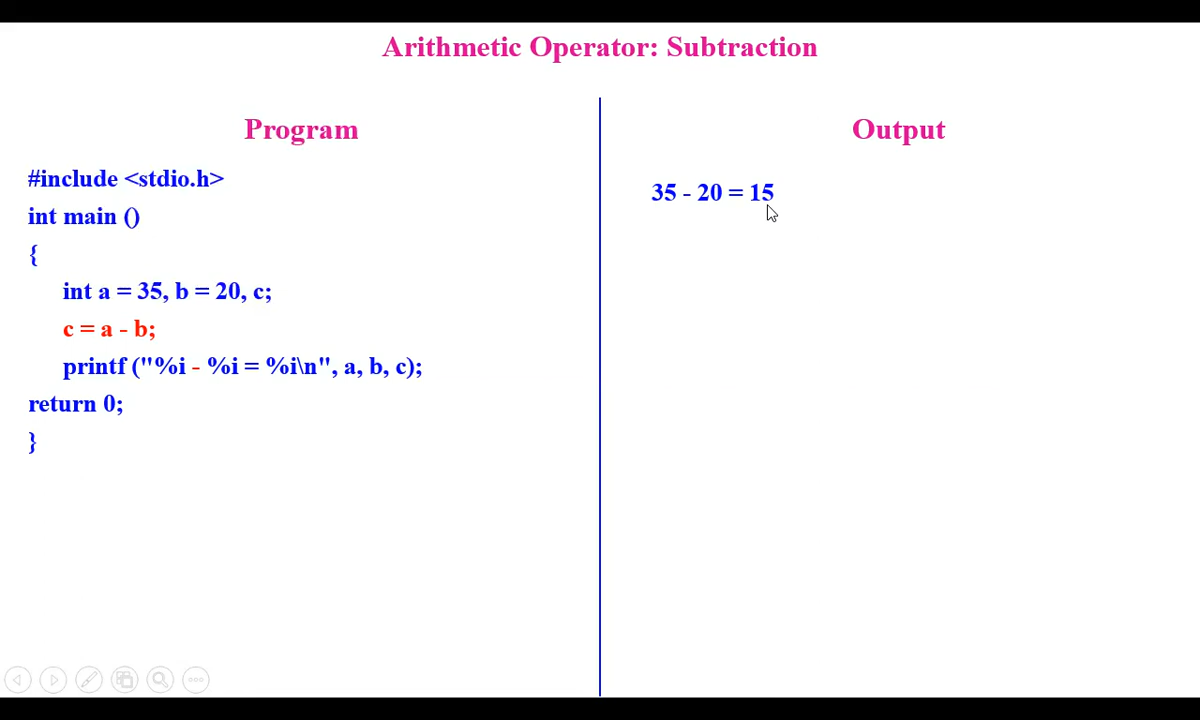 Arithmetic Operator: Subtraction
Program
#include <stdio.h>
int main ()
{
int a = 35, b = 20, c;
c = a - b;
printf ("%i - %i = %i\n", a, b, c);
return 0;
}
Output
35 - 20 = 15